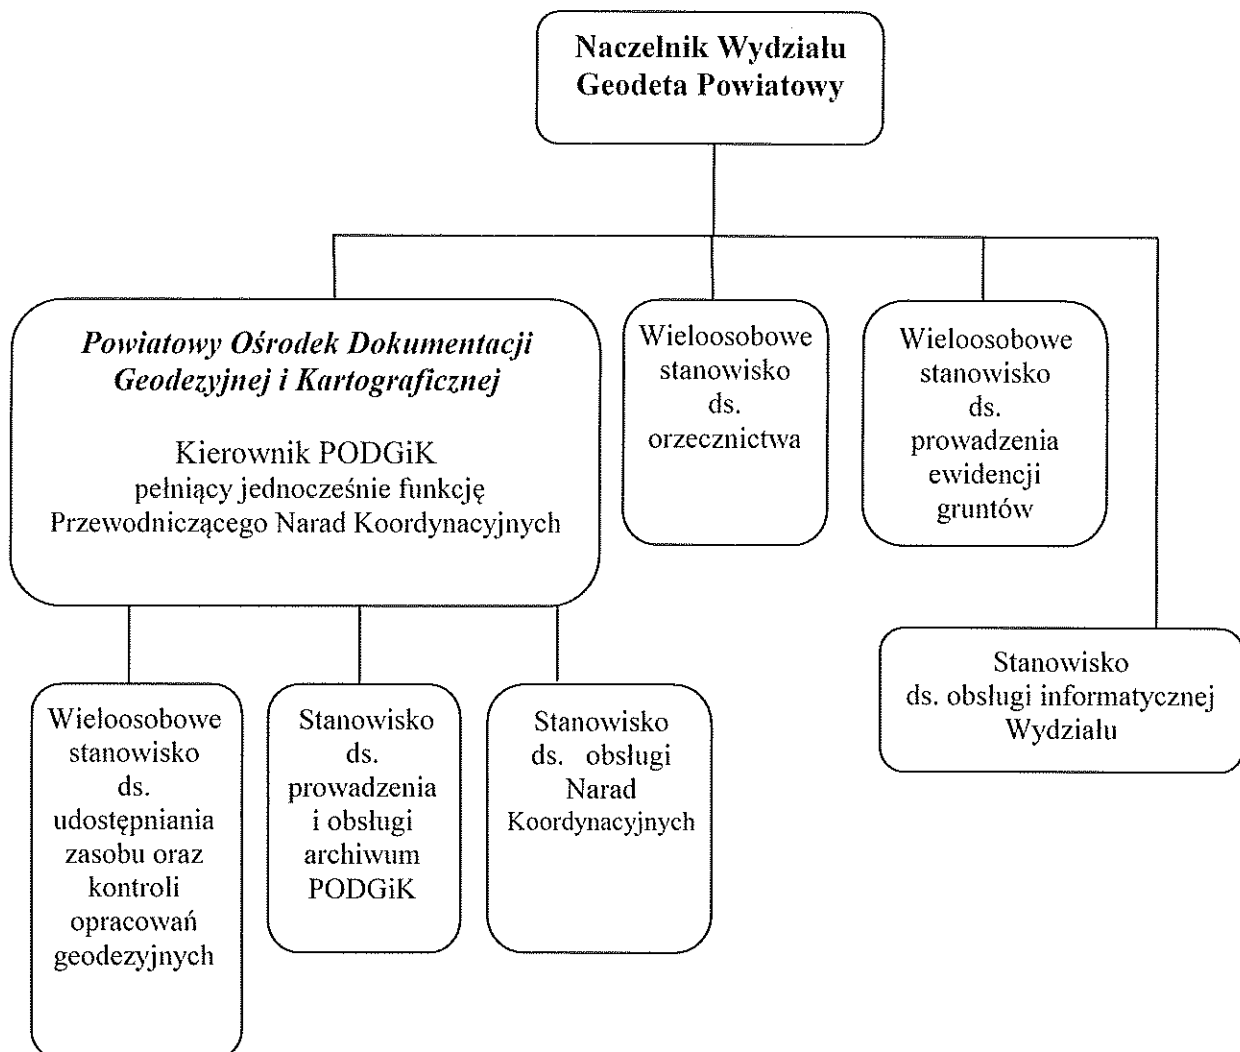 Naczelnik Wydziału
Geodeta Powiatowy
Powiatowy Ośrodek Dokumentacji
Geodezyjnej i Kartograficznej
Kierownik PODGiK
pełniący jednocześnie funkcję
Przewodniczącego Narad Koordynacyjnych
Wieloosobowe
stanowisko
ds.
orzecznictwa
Wieloosobowe
stanowisko
ds.
prowadzenia
ewidencji
gruntów
Stanowisko
ds. obsługi informatycznej
Wydziału
Wieloosobowe
stanowisko
ds.
udostępniania
zasobu oraz
kontroli
opracowań
geodezyjnych
Stanowisko
ds.
prowadzenia
i obsługi
archiwum
PODGiK
Stanowisko
ds. obsługi
Narad
Koordynacyjnych